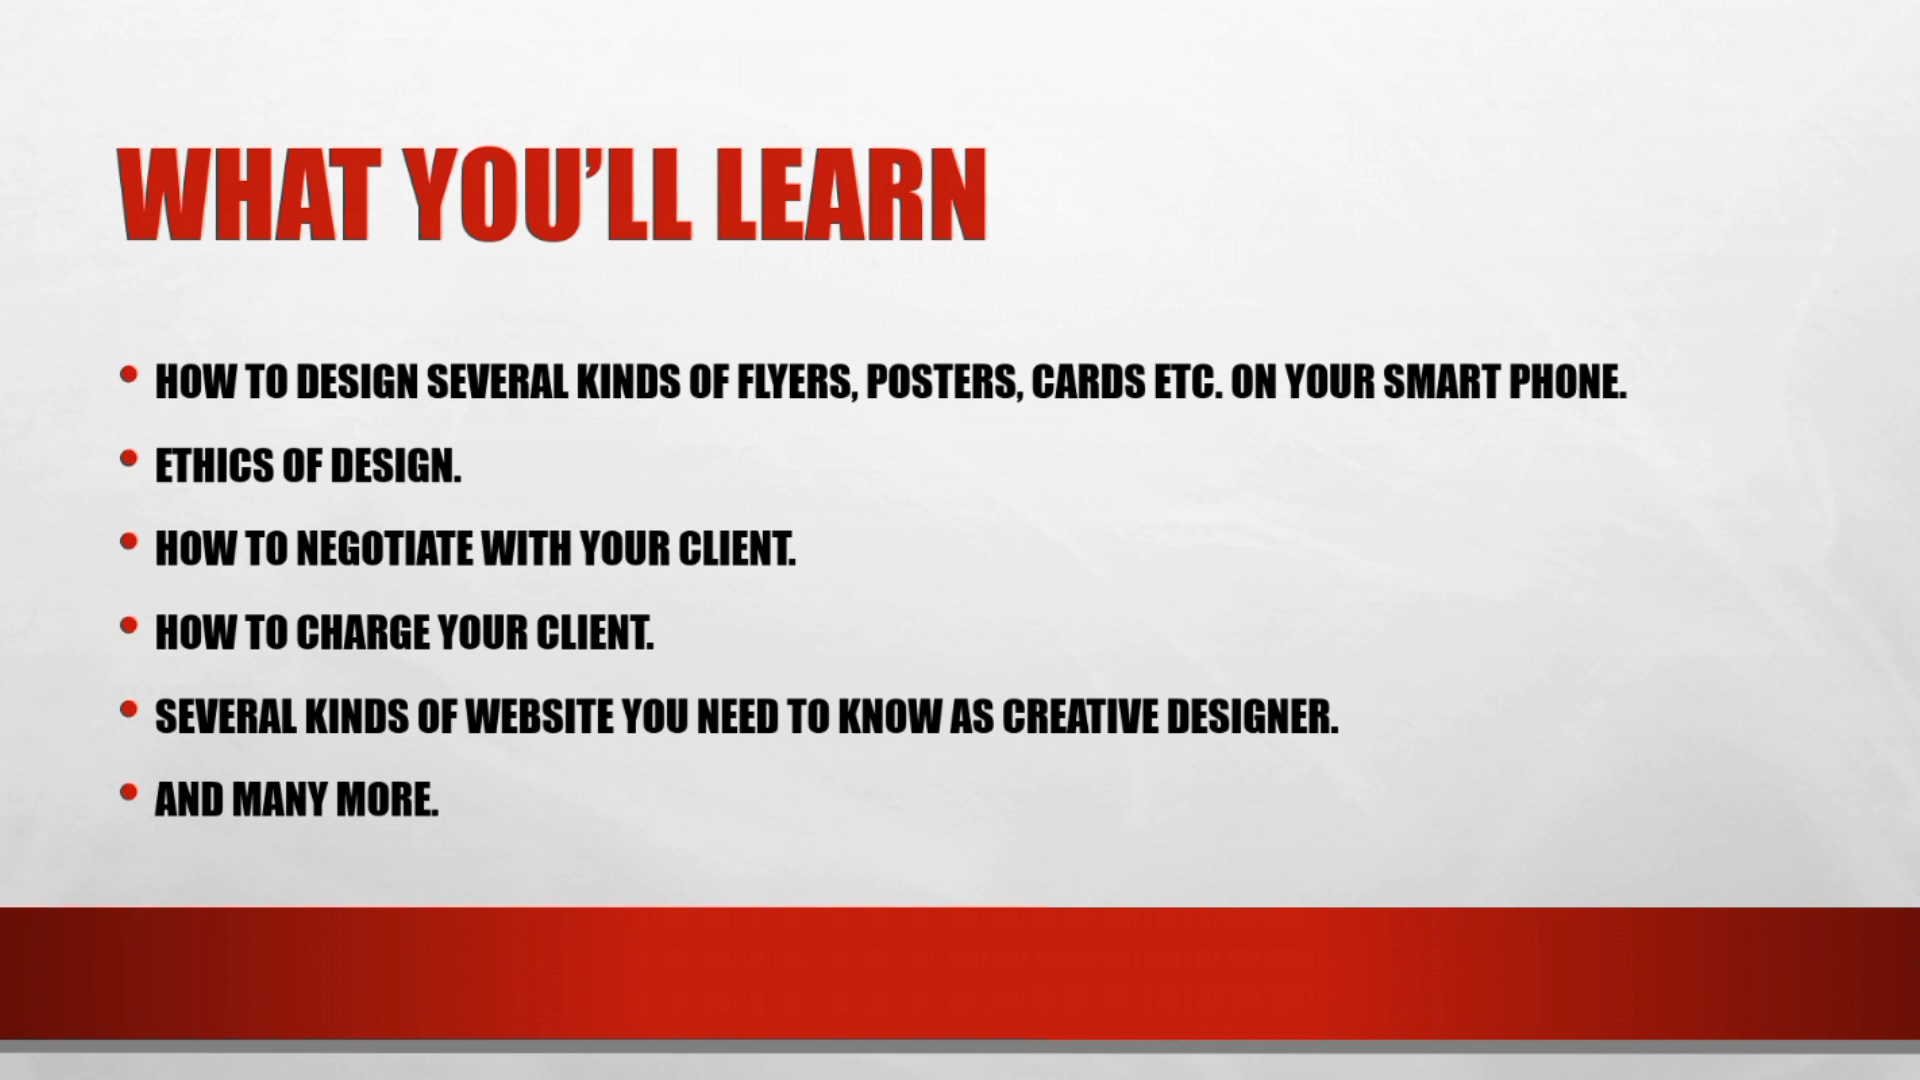 WHAT YOU’LL LEARN
• HOW TO DESIGN SEVERAL KINDS OF FLYERS, POSTERS, CARDS ETC. ON YOUR SMART PHONE.
• ETHICS OF DESIGN.
• HOW TO NEGOTIATE WITH YOUR CLIENT.
• HOW TO CHARGE YOUR CLIENT.
• SEVERAL KINDS OF WEBSITE YOU NEED TO KNOW AS CREATIVE DESIGNER.
• AND MANY MORE.